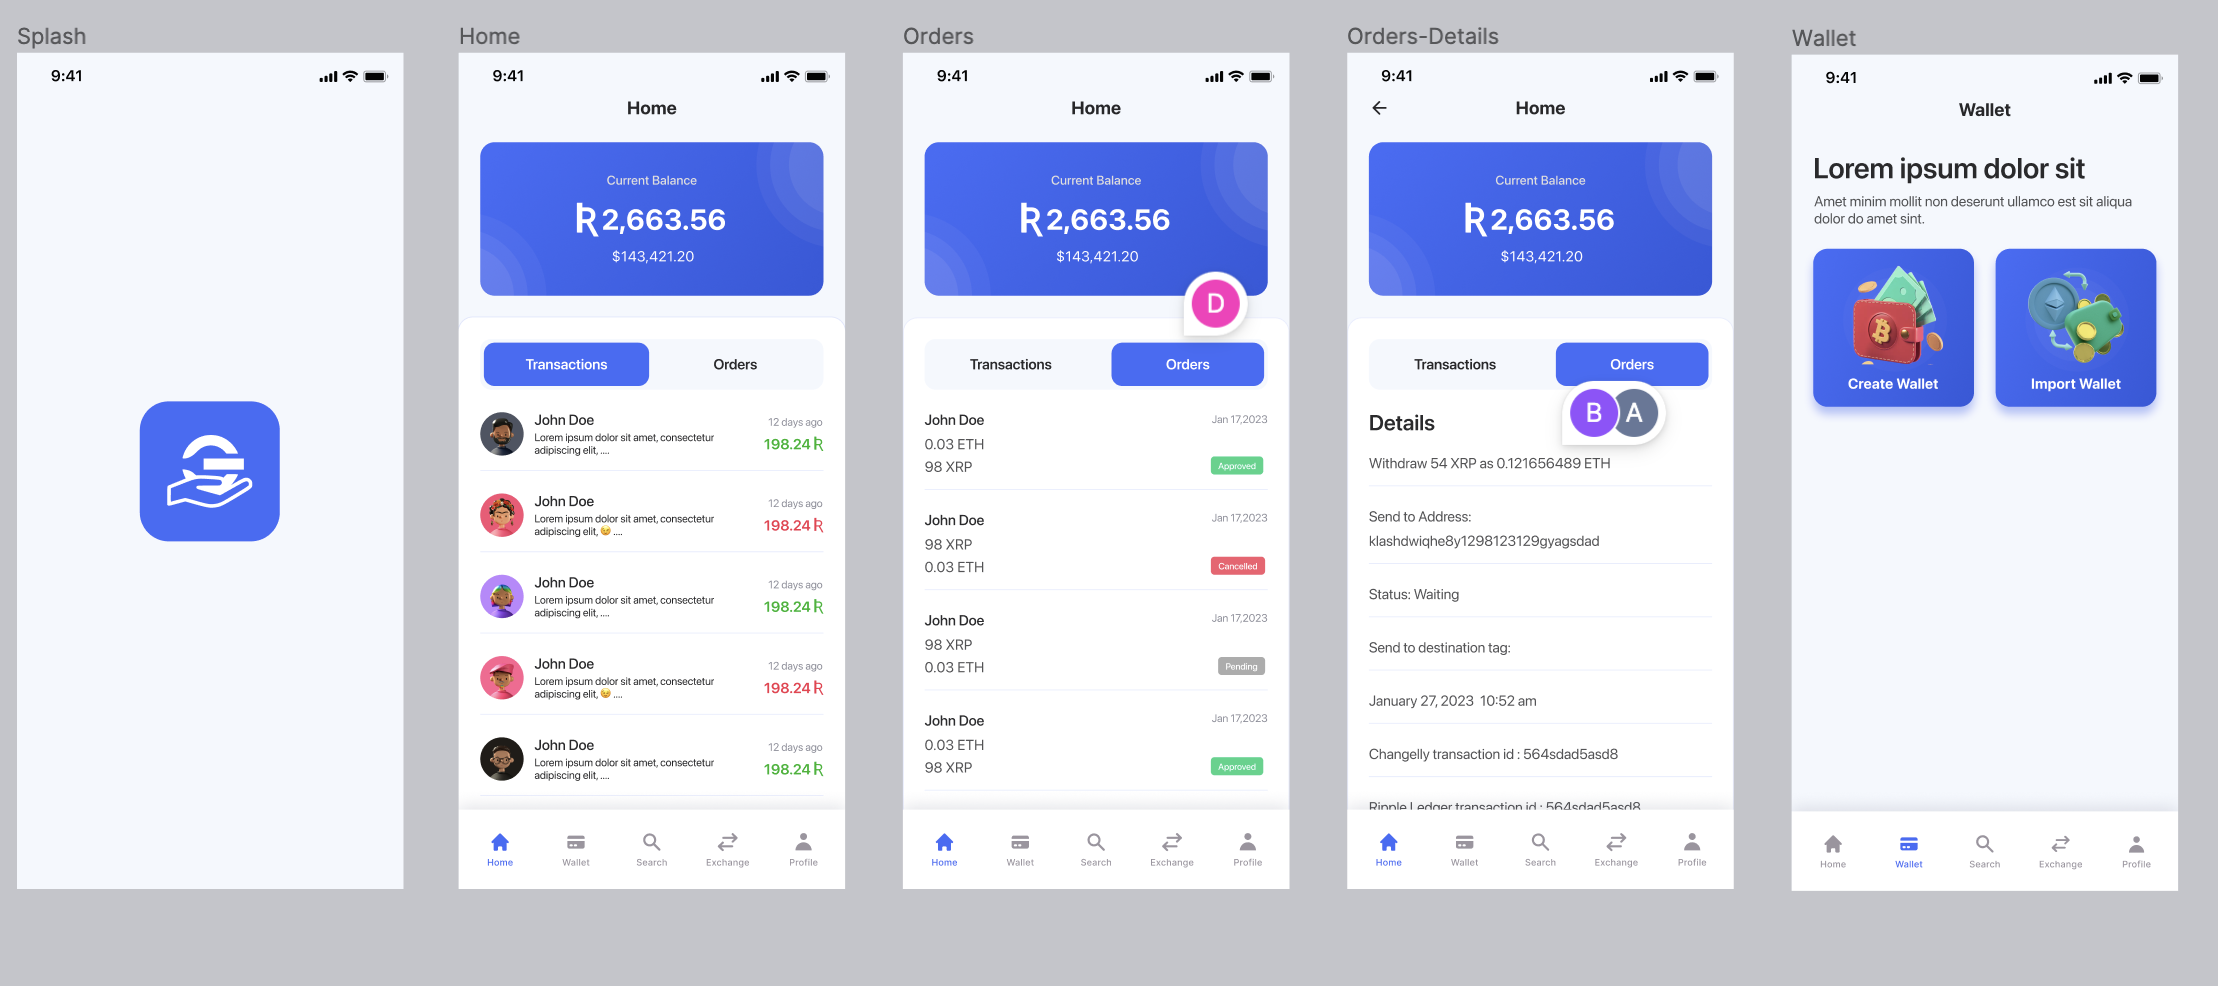 Splash
9:41
Home
9:41
Home
Current Balance
2,663.56
$143,421.20
Transactions Orders
John Doe 12 days ago
Lorem ipsum dolor sit amet, consectetur
adipiscing elit, ....
198.24
John Doe 12 days ago
Lorem ipsum dolor sit amet, consectetur
adipiscing elit, 😉 ....
198.24
John Doe 12 days ago
Lorem ipsum dolor sit amet, consectetur
adipiscing elit, ....
198.24
John Doe 12 days ago
Lorem ipsum dolor sit amet, consectetur
adipiscing elit, 😉 ....
198.24
John Doe 12 days ago
Lorem ipsum dolor sit amet, consectetur
adipiscing elit, ....
198.24
Home Wallet Search Exchange Profile
Orders
9:41
Home
Current Balance
2,663.56
$143,421.20
D
Transactions Orders
John Doe Jan 17,2023
0.03 ETH
98 XRP Approved
John Doe Jan 17,2023
98 XRP
0.03 ETH Cancelled
John Doe Jan 17,2023
98 XRP
0.03 ETH Pending
John Doe Jan 17,2023
0.03 ETH
98 XRP Approved
Home Wallet Search Exchange Profile
Orders-Details
9:41
Home
Current Balance
2,663.56
$143,421.20
Transactions Orders
B A
Details
Withdraw 54 XRP as 0.121656489 ETH
Send to Address:
klashdwiqhe8y1298123129gyagsdad
Status: Waiting
Send to destination tag:
January 27, 2023 10:52 am
Changelly transaction id : 564sdad5asd8
Ripple Ledger transaction id : 564sdad5asd8
Home Wallet Search Exchange Profile
Wallet
9:41
Wallet
Lorem ipsum dolor sit
Amet minim mollit non deserunt ullamco est sit aliqua
dolor do amet sint.
Create Wallet Import Wallet
Home Wallet Search Exchange Profile